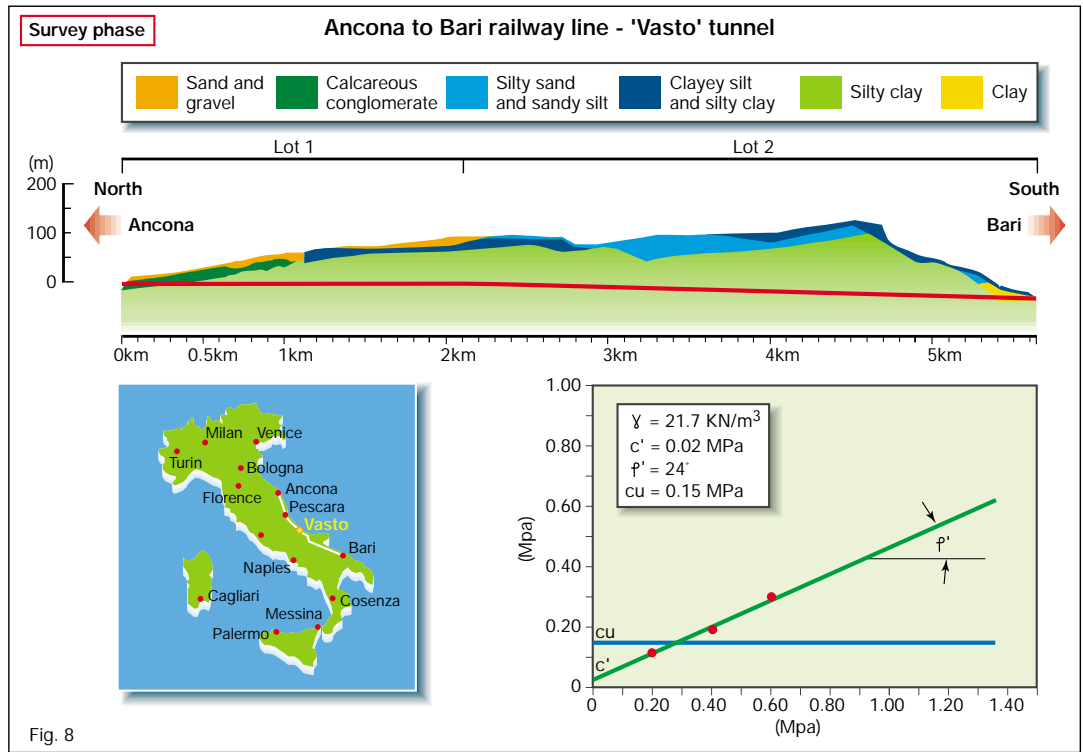 Survey phase
Ancona to Bari railway line - 'Vasto' tunnel
Sand and
gravel
Calcareous
conglomerate
Silty sand
and sandy silt
Clayey silt
and silty clay
Silty clay
Clay
Lot 1
Lot 2
(m)
200
100
0
North
Ancona
South
Bari
0km
0.5km
1km
2km
3km
4km
5km
Milan
Venice
Turin
Bologna
Florence
Ancona
Pescara
Vasto
Bari
Naples
Cagliari
Cosenza
Messina
Palermo
1.00
0.80
0.60
0.40
0.20
0
(Mpa)
γ = 21.7 KN/m³
c' = 0.02 MPa
ρ' = 24°
cu = 0.15 MPa
ρ'
cu
c'
0 0.20 0.40 0.60 0.80 1.00 1.20 1.40
(Mpa)
Fig. 8